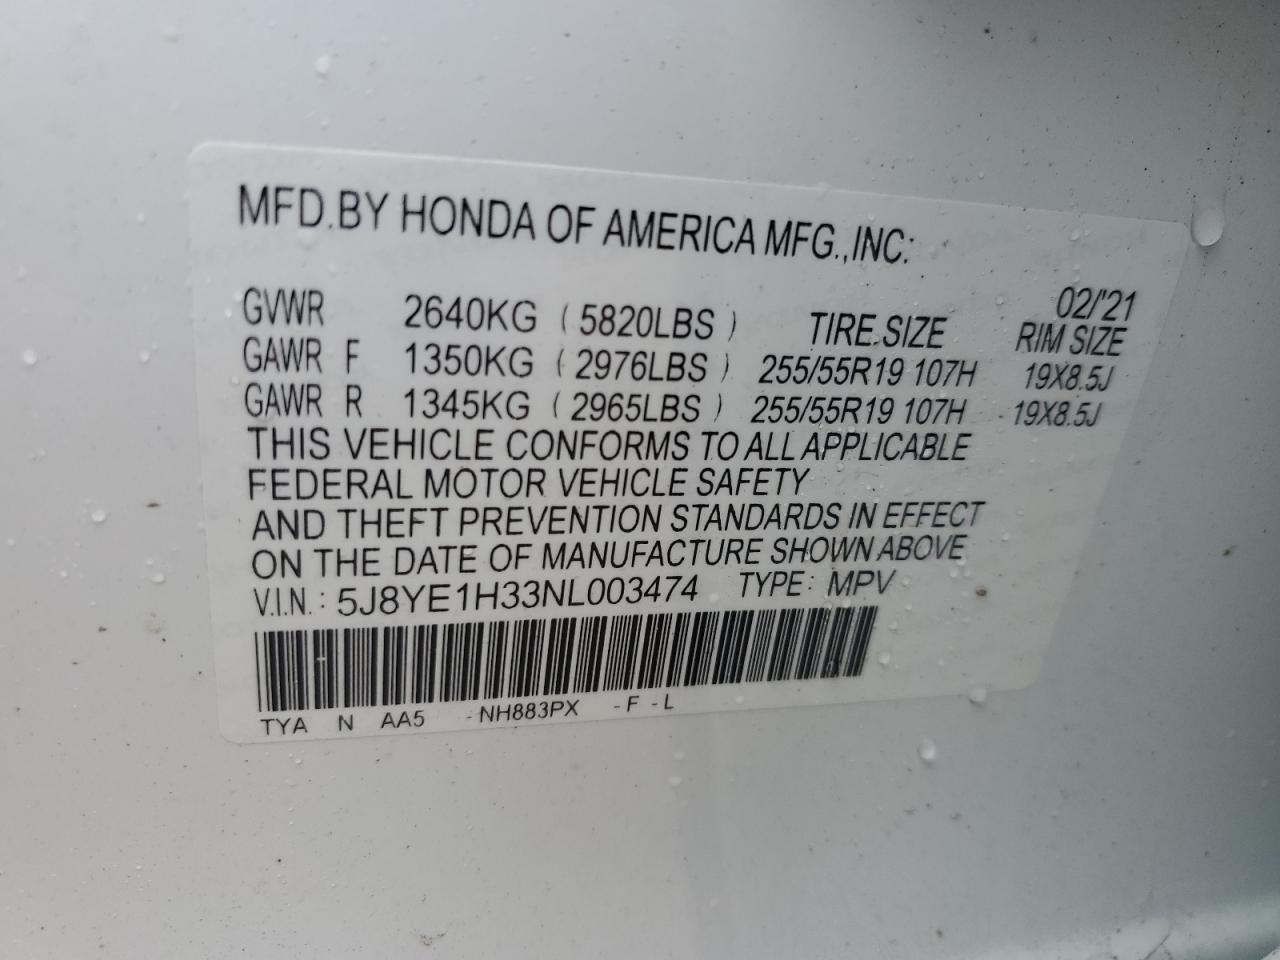 MFD.BY HONDA OF AMERICA MFG.,INC.
02/'21
GVWR 2640KG (5820LBS) TIRE SIZE RIM SIZE
GAWR F 1350KG (2976LBS) 255/55R19 107H 19X8.5J
GAWR R 1345KG (2965LBS) 255/55R19 107H 19X8.5J
THIS VEHICLE CONFORMS TO ALL APPLICABLE
FEDERAL MOTOR VEHICLE SAFETY
AND THEFT PREVENTION STANDARDS IN EFFECT
ON THE DATE OF MANUFACTURE SHOWN ABOVE
V.I.N.: 5J8YE1H33NL003474 TYPE: MPV
TYA N AA5 -NH883PX -F -L